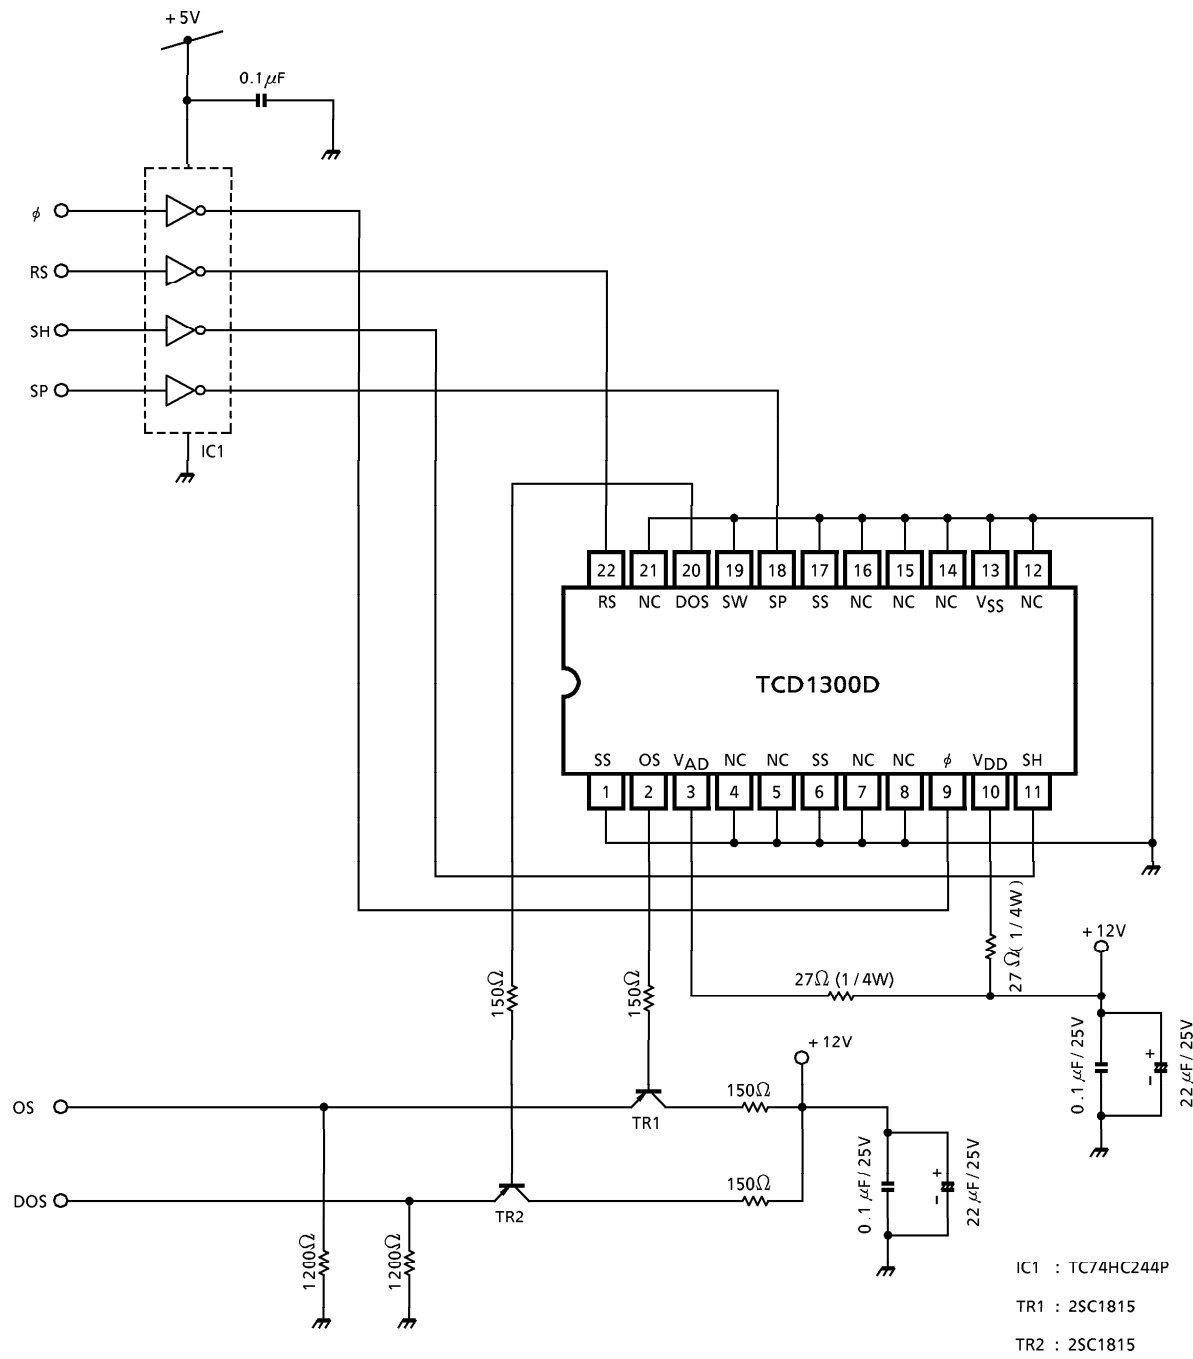 +5V
0.1μF
ϕ
RS
SH
SP
IC1
22 21 20 19 18 17 16 15 14 13 12
RS NC DOS SW SP SS NC NC NC VSS NC
TCD1300D
SS OS VAD NC NC SS NC NC ϕ VDD SH
1 2 3 4 5 6 7 8 9 10 11
27Ω(1/4W)
+12V
150Ω
150Ω
27Ω (1/4W)
0.1μF/25V
+
−
22μF/25V
+12V
OS
TR1
150Ω
DOS
TR2
150Ω
0.1μF/25V
+
−
22μF/25V
1200Ω
1200Ω
IC1 : TC74HC244P
TR1 : 2SC1815
TR2 : 2SC1815